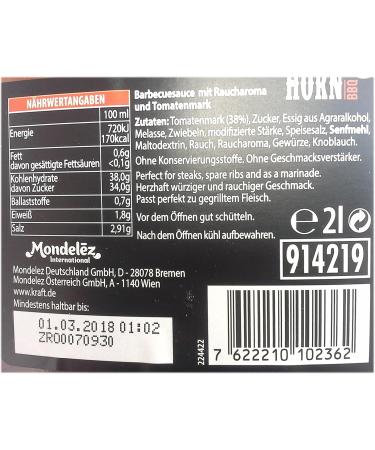 HORN
BBQ
NÄHRWERTANGABEN
100 ml
Energie 720kJ
170kcal
Fett 0,6g
davon gesättigte Fettsäuren <0,1g
Kohlenhydrate 38,0g
davon Zucker 34,0g
Ballaststoffe 0,7g
Eiweiß 1,8g
Salz 2,91g
Mondelēz
International
Mondelez Deutschland GmbH, D - 28078 Bremen
Mondelez Österreich GmbH, A - 1140 Wien
www.kraft.de
Mindestens haltbar bis:
01.03.2018 01:02
ZRO0070930
Barbecuesauce mit Raucharoma
und Tomatenmark
Zutaten: Tomatenmark (38%), Zucker, Essig aus Agraralkohol,
Melasse, Zwiebeln, modifizierte Stärke, Speisesalz, Senfmehl,
Maltodextrin, Rauch, Raucharoma, Gewürze, Knoblauch.
Ohne Konservierungsstoffe. Ohne Geschmacksverstärker.
Perfect for steaks, spare ribs and as a marinade.
Herzhaft würziger und rauchiger Geschmack.
Passt perfekt zu gegrilltem Fleisch.
Vor dem Öffnen gut schütteln.
Nach dem Öffnen kühl aufbewahren.
℮ 2l
914219
224422
7 622210 102362